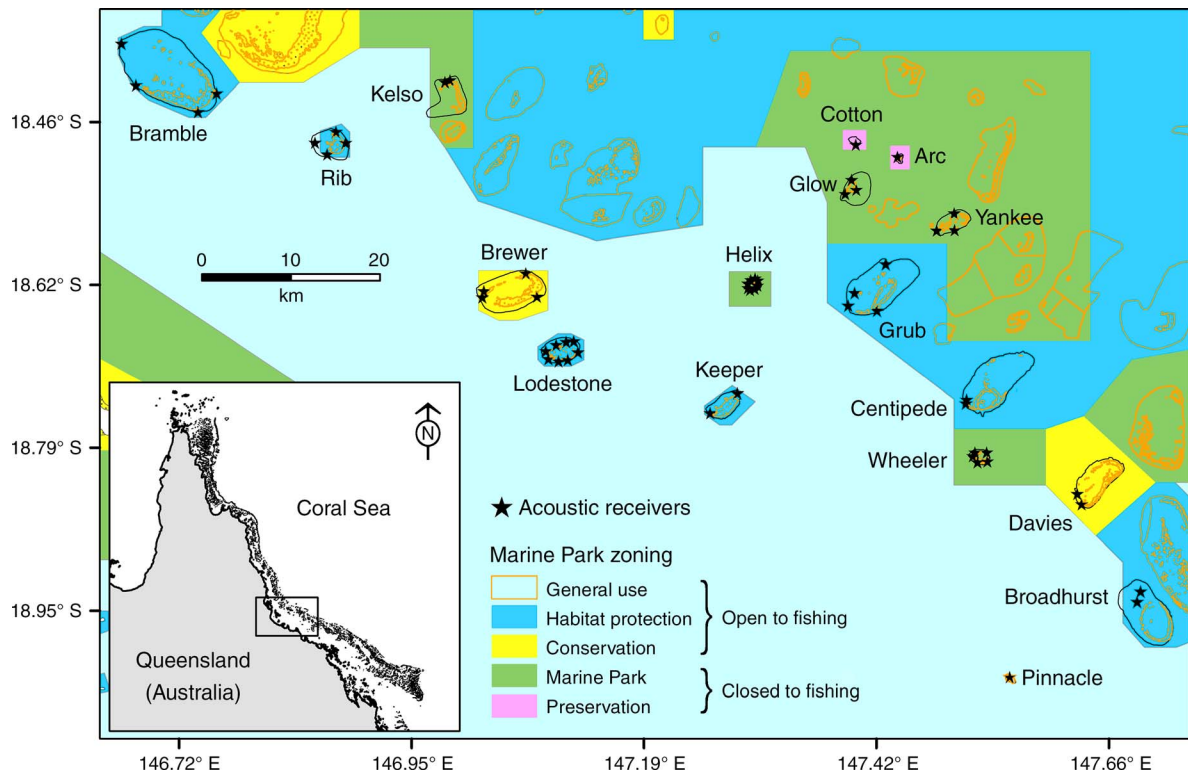 18.46° S
18.62° S
18.79° S
18.95° S
146.72° E
146.95° E
147.19° E
147.42° E
147.66° E
Bramble
Kelso
Rib
Cotton
Arc
Glow
Yankee
Brewer
Helix
Grub
Lodestone
Keeper
Centipede
Wheeler
Davies
Broadhurst
Pinnacle
0 10 20
km
N
Coral Sea
Queensland
(Australia)
Acoustic receivers
Marine Park zoning
General use
Habitat protection
Conservation
Open to fishing
Marine Park
Preservation
Closed to fishing